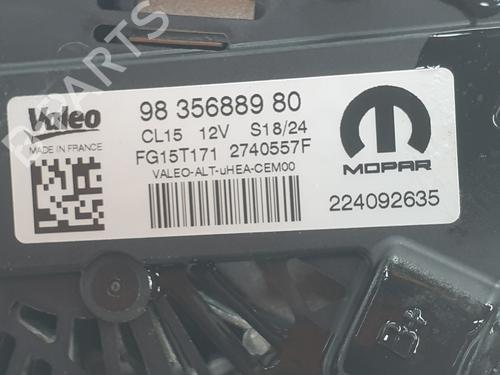 Valeo
MADE IN FRANCE
98 356889 80
CL15 12V S18/24
FG15T171 2740557F
VALEO-ALT-uHEA-CEM00
MOPAR
224092635
B-PARTS
B+